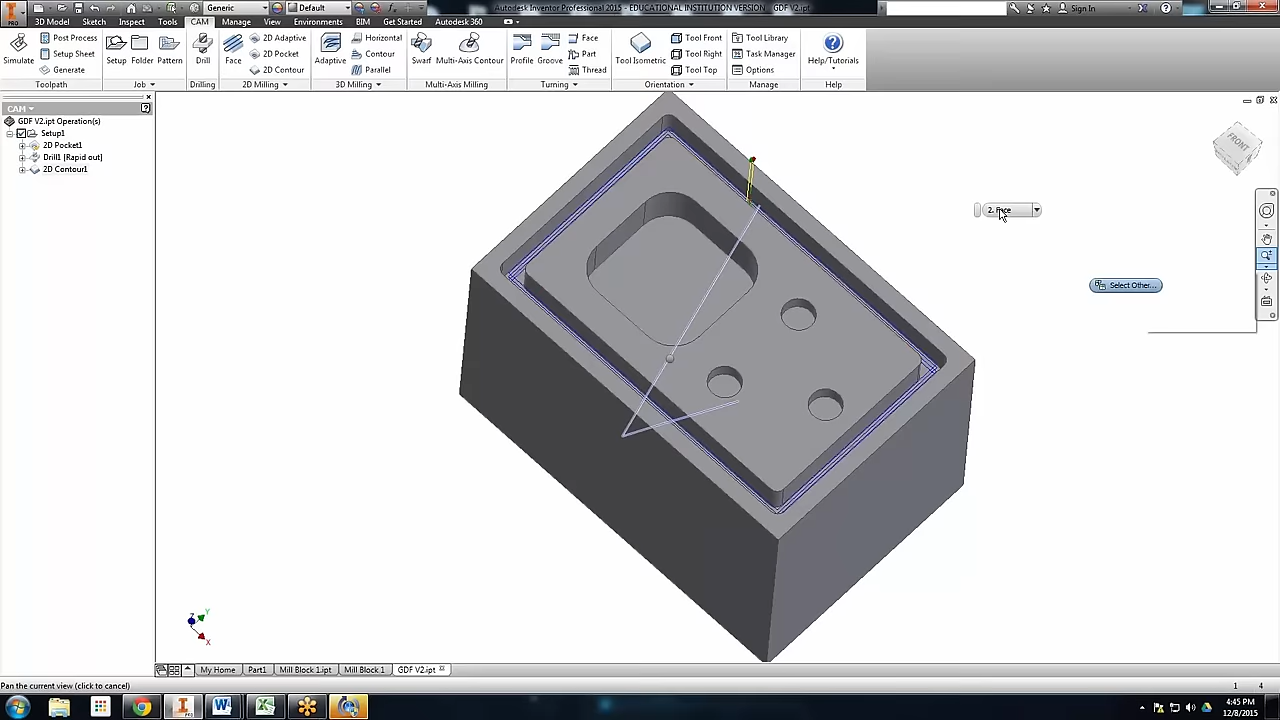 Generic
Default
Autodesk Inventor Professional 2015 - EDUCATIONAL INSTITUTION VERSION GDF V2.ipt
Sign In
PRO
3D Model Sketch Inspect Tools CAM Manage View Environments BIM Get Started Autodesk 360
Simulate
Post Process
Setup Sheet
Generate
Toolpath
Setup Folder Pattern
Job
Drill
Drilling
Face
2D Adaptive
2D Pocket
2D Contour
2D Milling
Adaptive
Horizontal
Contour
Parallel
3D Milling
Swarf Multi-Axis Contour
Multi-Axis Milling
Profile Groove
Face
Part
Thread
Turning
Tool Isometric
Tool Front
Tool Right
Tool Top
Orientation
Tool Library
Task Manager
Options
Manage
Help/Tutorials
Help
CAM
GDF V2.ipt Operation(s)
Setup1
2D Pocket1
Drill1 [Rapid out]
2D Contour1
FRONT
2. Face
Select Other...
Z Y
X
My Home Part1 Mill Block 1.ipt Mill Block 1 GDF V2.ipt
Pan the current view (click to cancel)
1 4
4:45 PM
12/8/2015